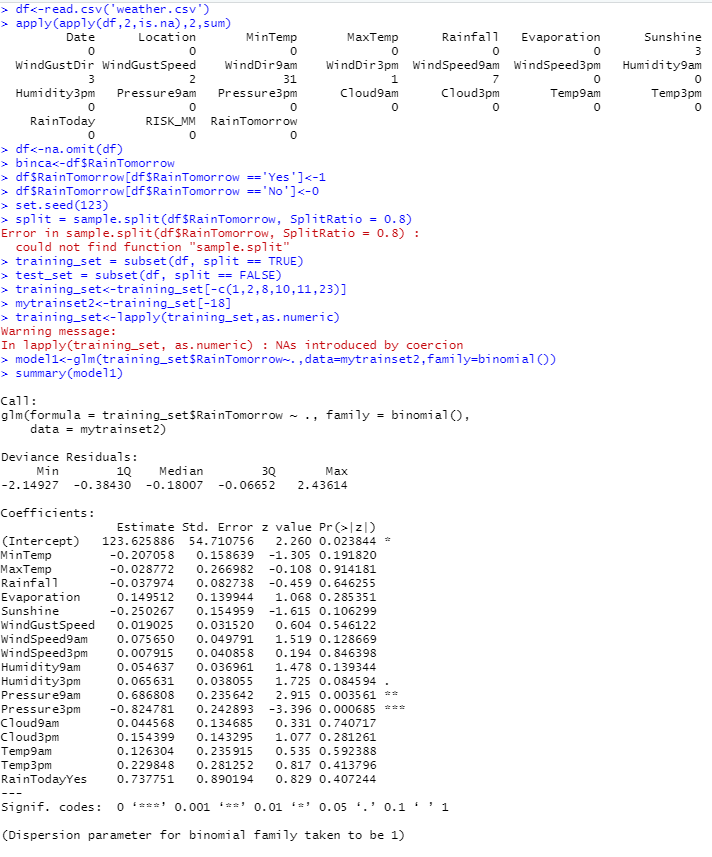 > df<-read.csv('weather.csv')
> apply(apply(df,2,is.na),2,sum)
Date Location MinTemp MaxTemp Rainfall Evaporation Sunshine
0 0 0 0 0 0 3
WindGustDir WindGustSpeed WindDir9am WindDir3pm WindSpeed9am WindSpeed3pm Humidity9am
3 2 31 1 7 0 0
Humidity3pm Pressure9am Pressure3pm Cloud9am Cloud3pm Temp9am Temp3pm
0 0 0 0 0 0 0
RainToday RISK_MM RainTomorrow
0 0 0
> df<-na.omit(df)
> binca<-df$RainTomorrow
> df$RainTomorrow[df$RainTomorrow =='Yes']<-1
> df$RainTomorrow[df$RainTomorrow =='No']<-0
> set.seed(123)
> split = sample.split(df$RainTomorrow, SplitRatio = 0.8)
Error in sample.split(df$RainTomorrow, SplitRatio = 0.8) :
could not find function "sample.split"
> training_set = subset(df, split == TRUE)
> test_set = subset(df, split == FALSE)
> training_set<-training_set[-c(1,2,8,10,11,23)]
> mytrainset2<-training_set[-18]
> training_set<-lapply(training_set,as.numeric)
Warning message:
In lapply(training_set, as.numeric) : NAs introduced by coercion
> model1<-glm(training_set$RainTomorrow~.,data=mytrainset2,family=binomial())
> summary(model1)
Call:
glm(formula = training_set$RainTomorrow ~ ., family = binomial(),
data = mytrainset2)
Deviance Residuals:
Min 1Q Median 3Q Max
-2.14927 -0.38430 -0.18007 -0.06652 2.43614
Coefficients:
Estimate Std. Error z value Pr(>|z|)
(Intercept) 123.625886 54.710756 2.260 0.023844 *
MinTemp -0.207058 0.158639 -1.305 0.191820
MaxTemp -0.028772 0.266982 -0.108 0.914181
Rainfall -0.037974 0.082738 -0.459 0.646255
Evaporation 0.149512 0.139944 1.068 0.285351
Sunshine -0.250267 0.154959 -1.615 0.106299
WindGustSpeed 0.019025 0.031520 0.604 0.546122
WindSpeed9am 0.075650 0.049791 1.519 0.128669
WindSpeed3pm 0.007915 0.040858 0.194 0.846398
Humidity9am 0.054637 0.036961 1.478 0.139344
Humidity3pm 0.065631 0.038055 1.725 0.084594 .
Pressure9am 0.686808 0.235642 2.915 0.003561 **
Pressure3pm -0.824781 0.242893 -3.396 0.000685 ***
Cloud9am 0.044568 0.134685 0.331 0.740717
Cloud3pm 0.154399 0.143295 1.077 0.281261
Temp9am 0.126304 0.235915 0.535 0.592388
Temp3pm 0.229848 0.281252 0.817 0.413796
RainTodayYes 0.737751 0.890194 0.829 0.407244
---
Signif. codes: 0 ‘***’ 0.001 ‘**’ 0.01 ‘*’ 0.05 ‘.’ 0.1 ‘ ’ 1
(Dispersion parameter for binomial family taken to be 1)